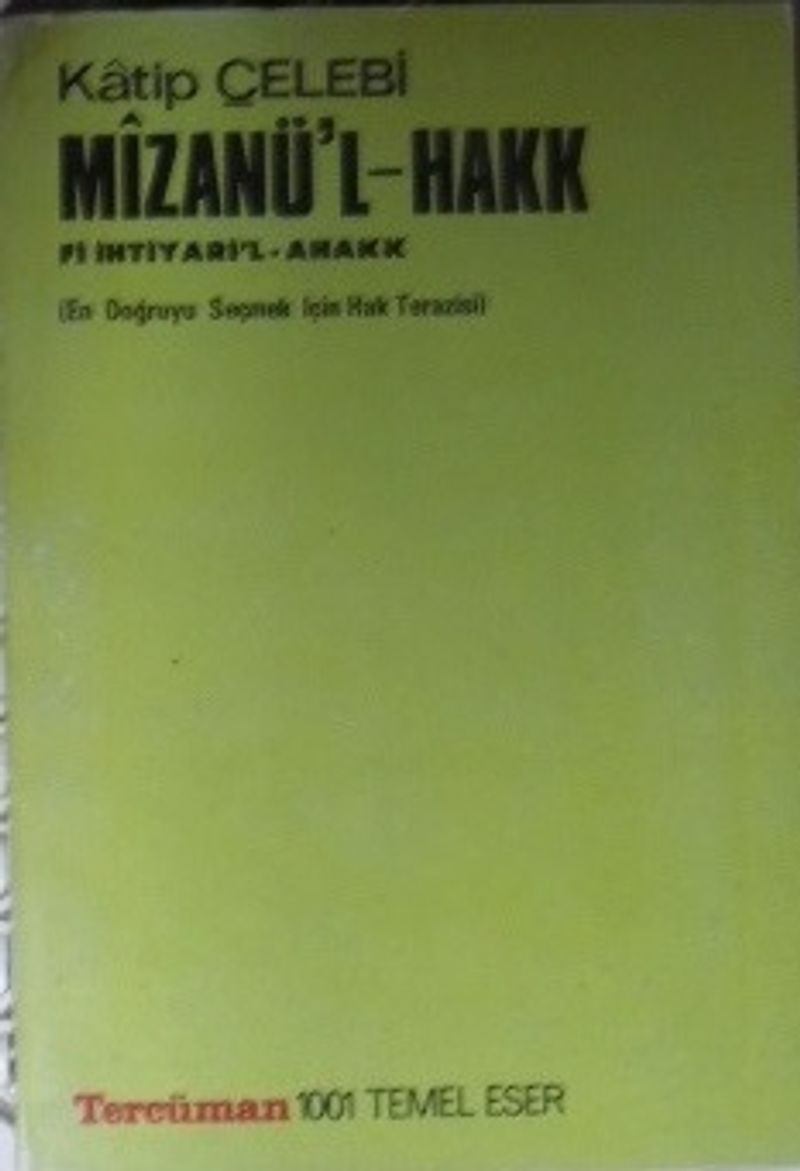 Kâtip ÇELEBİ
MÎZANÜ'L-HAKK
Fİ İHTİYARİ'L-AHAKK
(En Doğruyu Seçmek İçin Hak Terazisi)
Tercüman 1001 TEMEL ESER